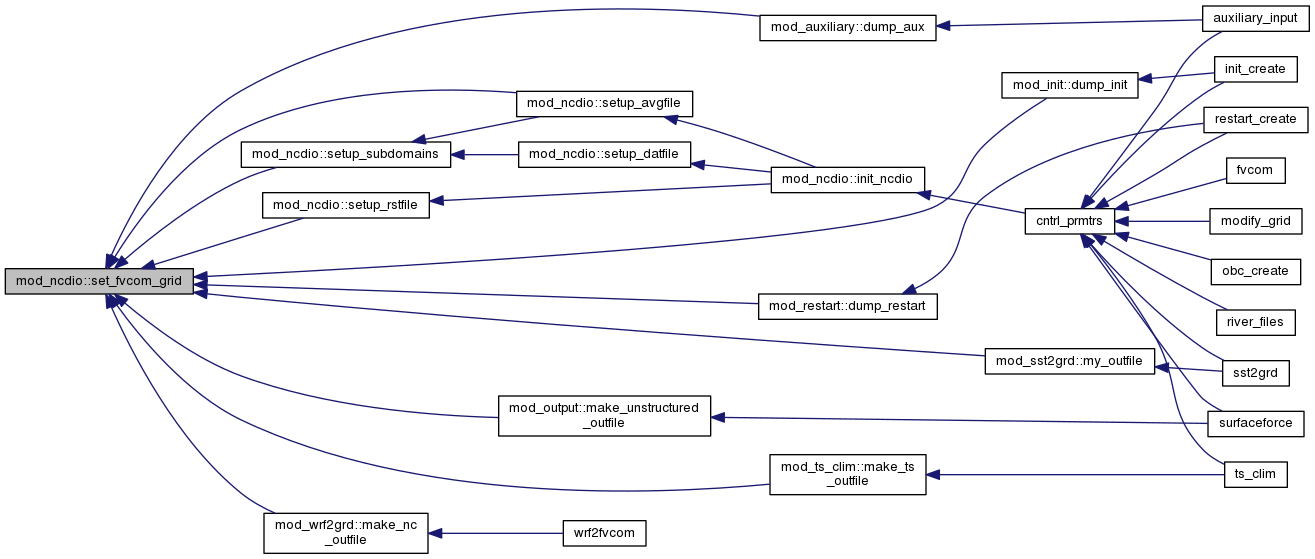 mod_auxiliary::dump_aux
auxiliary_input
mod_init::dump_init
init_create
mod_ncdio::setup_avgfile
restart_create
mod_ncdio::setup_subdomains
mod_ncdio::setup_datfile
mod_ncdio::init_ncdio
fvcom
mod_ncdio::setup_rstfile
cntrl_prmtrs
modify_grid
mod_ncdio::set_fvcom_grid
obc_create
mod_restart::dump_restart
river_files
mod_sst2grd::my_outfile
sst2grd
mod_output::make_unstructured
_outfile
surfaceforce
mod_ts_clim::make_ts
_outfile
ts_clim
mod_wrf2grd::make_nc
_outfile
wrf2fvcom